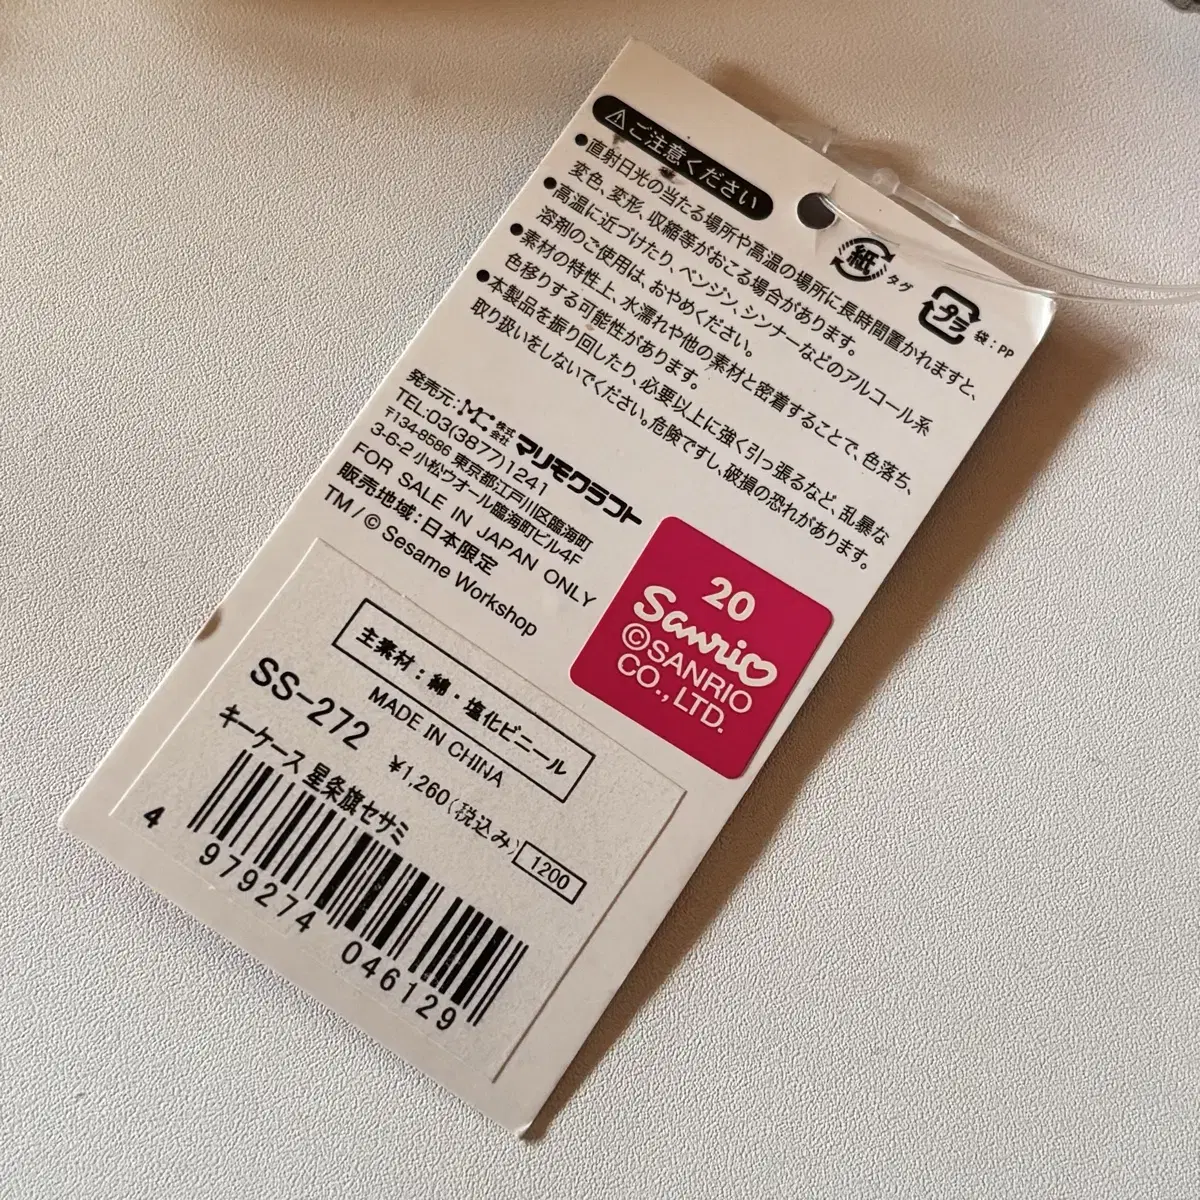 ⚠ご注意ください
●直射日光の当たる場所や高温の場所に長時間置かれますと、
変色、変形、収縮等がおこる場合があります。
●高温に近づけたり、ベンジン、シンナーなどのアルコール系
溶剤のご使用は、おやめください。
●素材の特性上、水濡れや他の素材と密着することで、色落ち、
色移りする可能性があります。
●本製品を振り回したり、必要以上に強く引っ張るなど、乱暴な
取り扱いをしないでください。危険ですし、破損の恐れがあります。
紙 タグ
プラ 袋:PP
発売元:MC株式会社マリモクラフト
TEL:03(3877)1241
〒134-8586 東京都江戸川区臨海町
3-6-2 小松ウオール臨海町ビル4F
FOR SALE IN JAPAN ONLY
販売地域:日本限定
TM/© Sesame Workshop
20
Sanrio
©SANRIO
CO.,LTD.
主素材:綿・塩化ビニール
MADE IN CHINA
SS-272
¥1,260(税込み) 1200
キーケース 星条旗セサミ
4 979274 046129